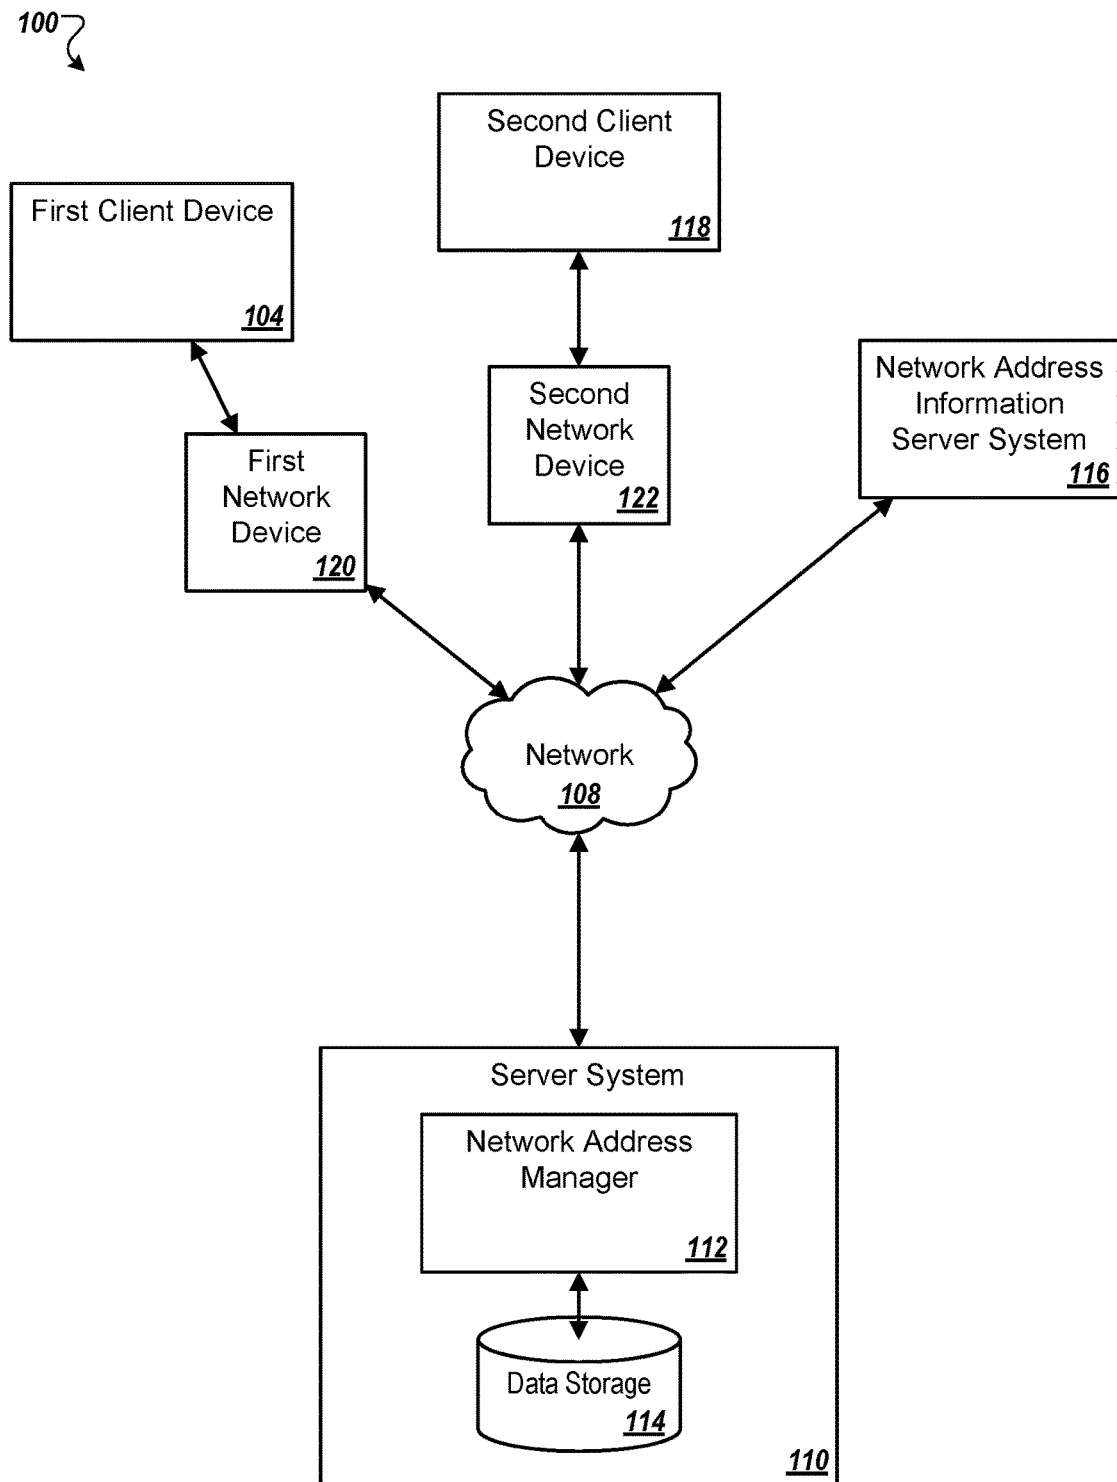 100
Second Client
Device
118
First Client Device
104
Network Address
Information
Server System
116
Second
Network
Device
122
First
Network
Device
120
Network
108
Server System
Network Address
Manager
112
Data Storage
114
110